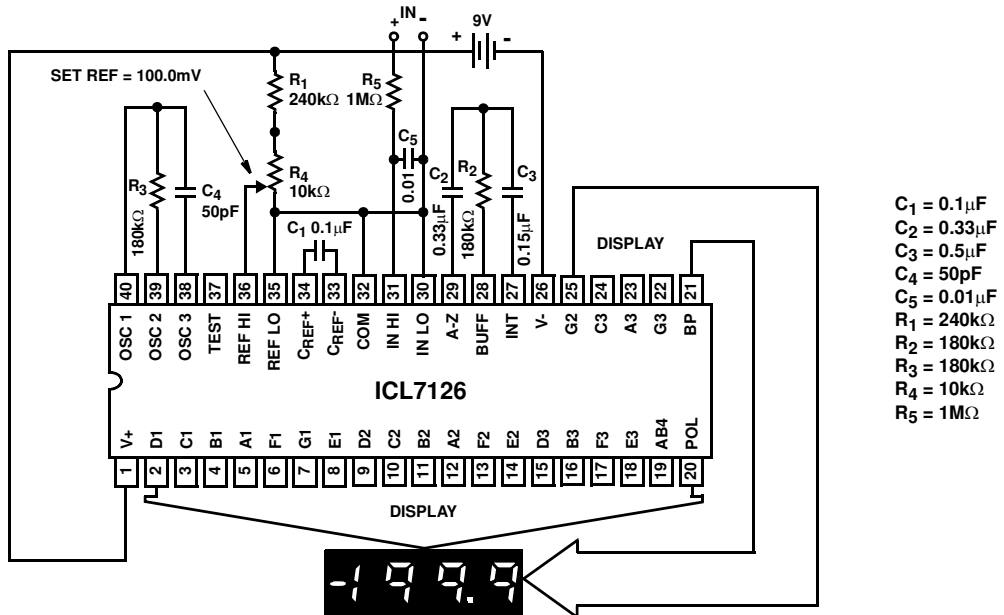 + IN -
9V
+ -
SET REF = 100.0mV
R1
240kΩ
R5
1MΩ
C5
0.01
R4
10kΩ
R3
180kΩ
C4
50pF
C1 0.1µF
C2
0.33µF
R2
180kΩ
C3
0.15µF
DISPLAY
40 39 38 37 36 35 34 33 32 31 30 29 28 27 26 25 24 23 22 21
OSC 1 OSC 2 OSC 3 TEST REF HI REF LO CREF+ CREF- COM IN HI IN LO A-Z BUFF INT V- G2 C3 A3 G3 BP
ICL7126
V+ D1 C1 B1 A1 F1 G1 E1 D2 C2 B2 A2 F2 E2 D3 B3 F3 E3 AB4 POL
1 2 3 4 5 6 7 8 9 10 11 12 13 14 15 16 17 18 19 20
DISPLAY
-199.9
C1 = 0.1µF
C2 = 0.33µF
C3 = 0.5µF
C4 = 50pF
C5 = 0.01µF
R1 = 240kΩ
R2 = 180kΩ
R3 = 180kΩ
R4 = 10kΩ
R5 = 1MΩ